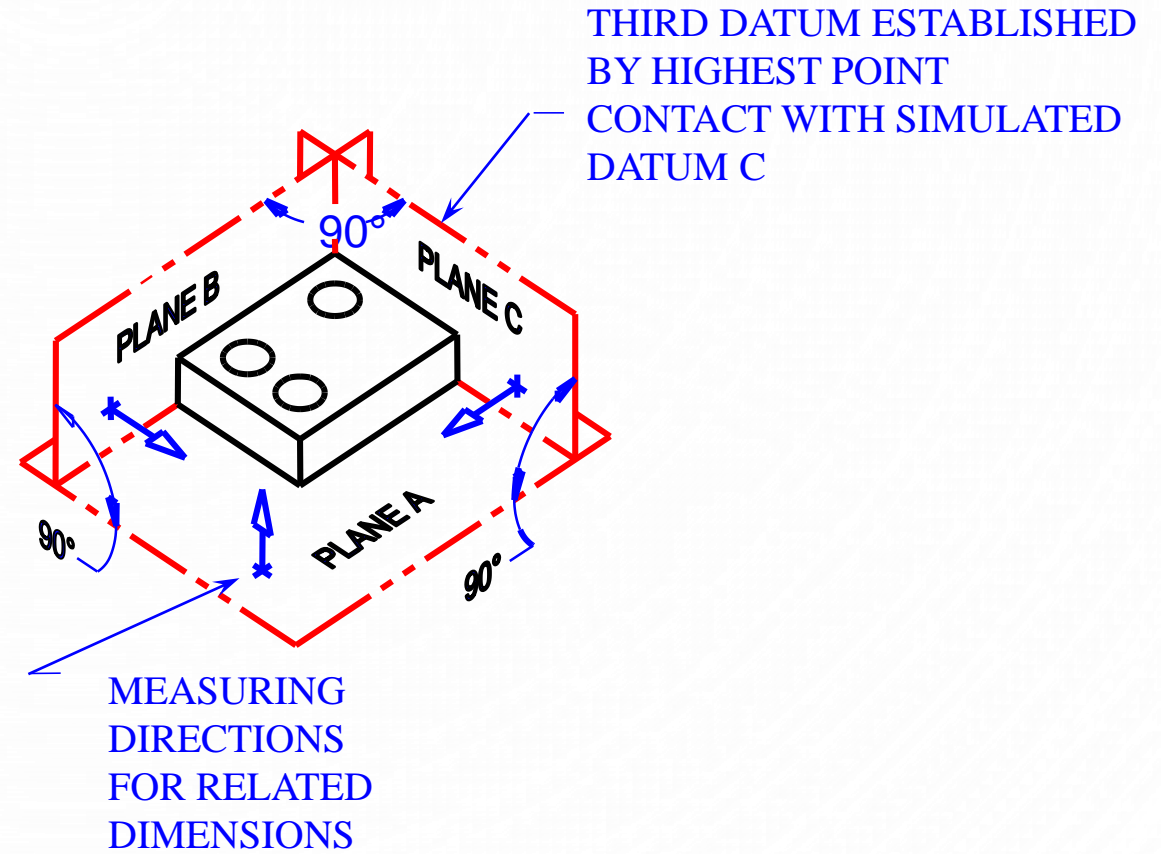 THIRD DATUM ESTABLISHED
BY HIGHEST POINT
CONTACT WITH SIMULATED
DATUM C
90°
PLANE B
PLANE C
PLANE A
90°
90°
MEASURING
DIRECTIONS
FOR RELATED
DIMENSIONS